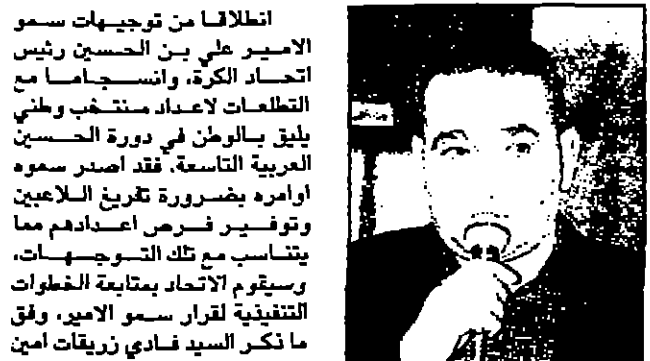 انطلاقا من توجيهات سمو
الامير علي بن الحسين رئيس
اتحاد الكرة، وانسجاما مع
التطلعات لاعداد منتخب وطني
يليق بالوطن في دورة الحسين
العربية التاسعة. فقد اصدر سموه
اوامره بضرورة تفريغ اللاعبين
وتوفير فرص اعدادهم مما
يتناسب مع تلك التوجهات،
وسيقوم الاتحاد بمتابعة الخطوات
التنفيذية لقرار سمو الامير، وفق
ما ذكر السيد فادي زريقات امين